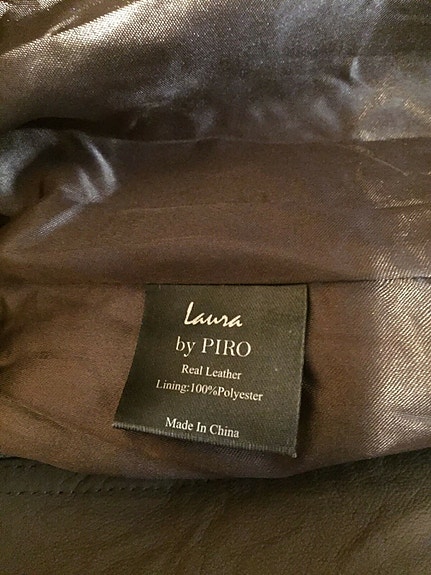 Laura
by PIRO
Real Leather
Lining:100%Polyester
Made In China